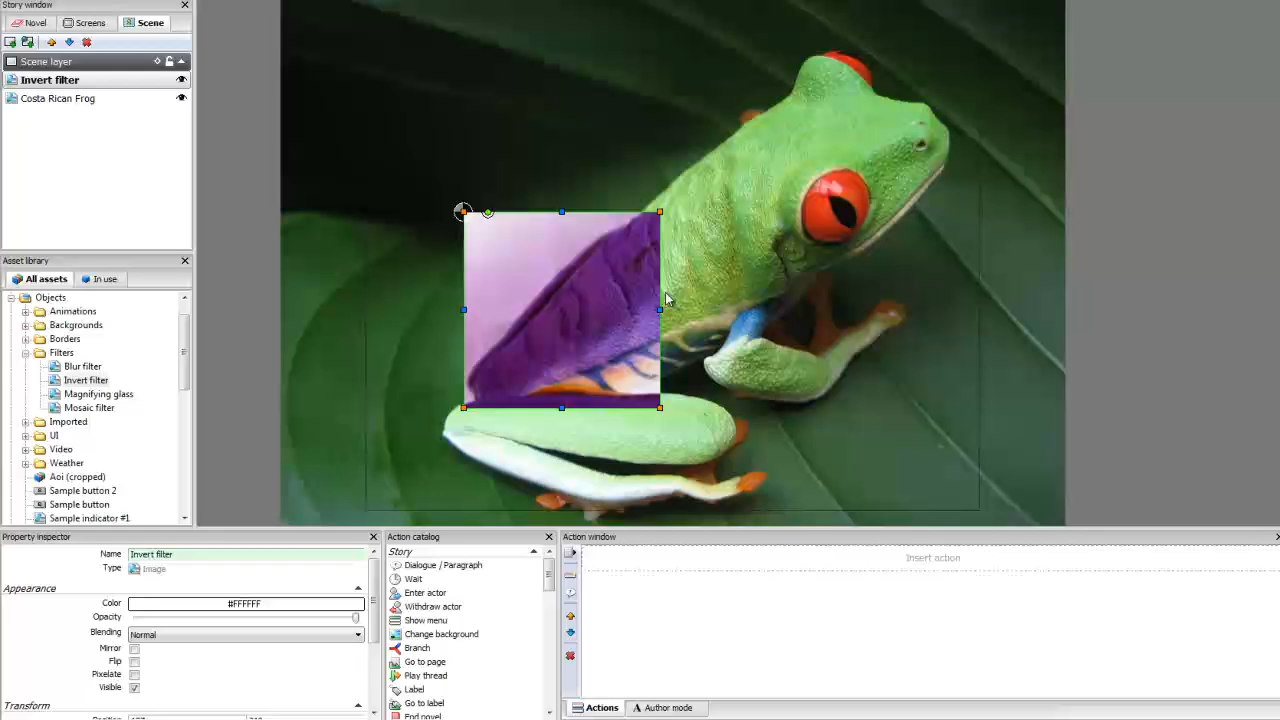 Story window
Novel
Screens
Scene
Scene layer
Invert filter
Costa Rican Frog
Asset library
All assets
In use
Objects
Animations
Backgrounds
Borders
Filters
Blur filter
Invert filter
Magnifying glass
Mosaic filter
Imported
UI
Video
Weather
Aoi (cropped)
Sample button 2
Sample button
Sample indicator #1
Property inspector
Name Invert filter
Type Image
Appearance
Color #FFFFFF
Opacity
Blending Normal
Mirror
Flip
Pixelate
Visible
Transform
Action catalog
Story
Dialogue / Paragraph
Wait
Enter actor
Withdraw actor
Show menu
Change background
Branch
Go to page
Play thread
Label
Go to label
End novel
Action window
Insert action
Actions
Author mode